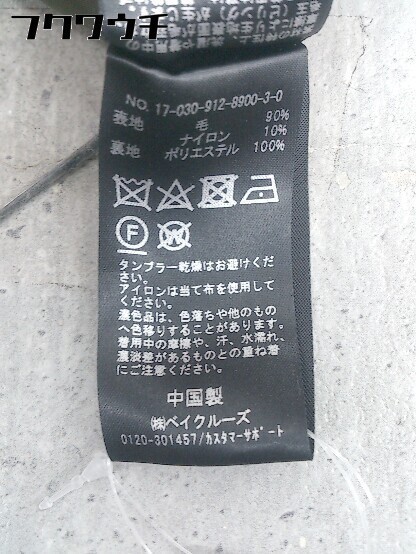 フクウクチ
NO. 17-030-912-8900-3-0
表地 毛 90%
ナイロン 10%
裏地 ポリエステル 100%
F W
タンブラー乾燥はお避けくだ
さい。
アイロンは当て布を使用して
ください。
濃色品は、色落ちや他のもの
へ色移りすることがあります。
着用中の摩擦や、汗、水濡れ、
濃淡差があるものとの重ね着
にご注意ください。
中国製
㈱ベイクルーズ
0120-301457/カスタマーサポート